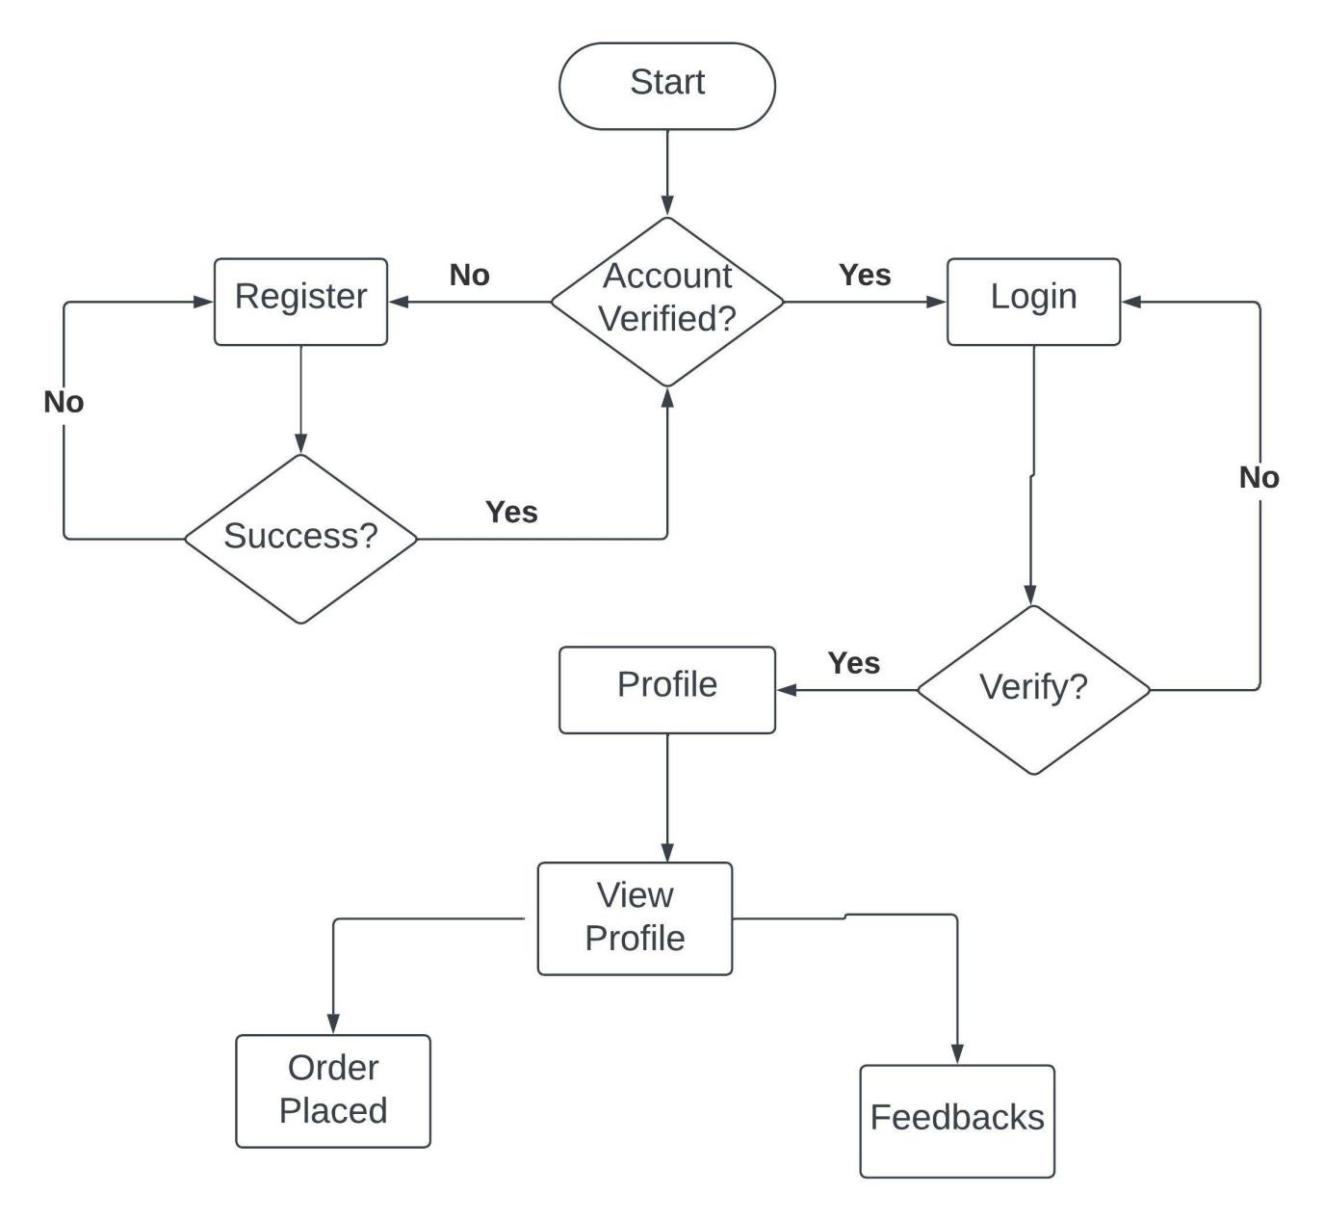 Start
Account
Verified?
No
Yes
Register
Login
No
No
Success?
Yes
Profile
Yes
Verify?
View
Profile
Order
Placed
Feedbacks